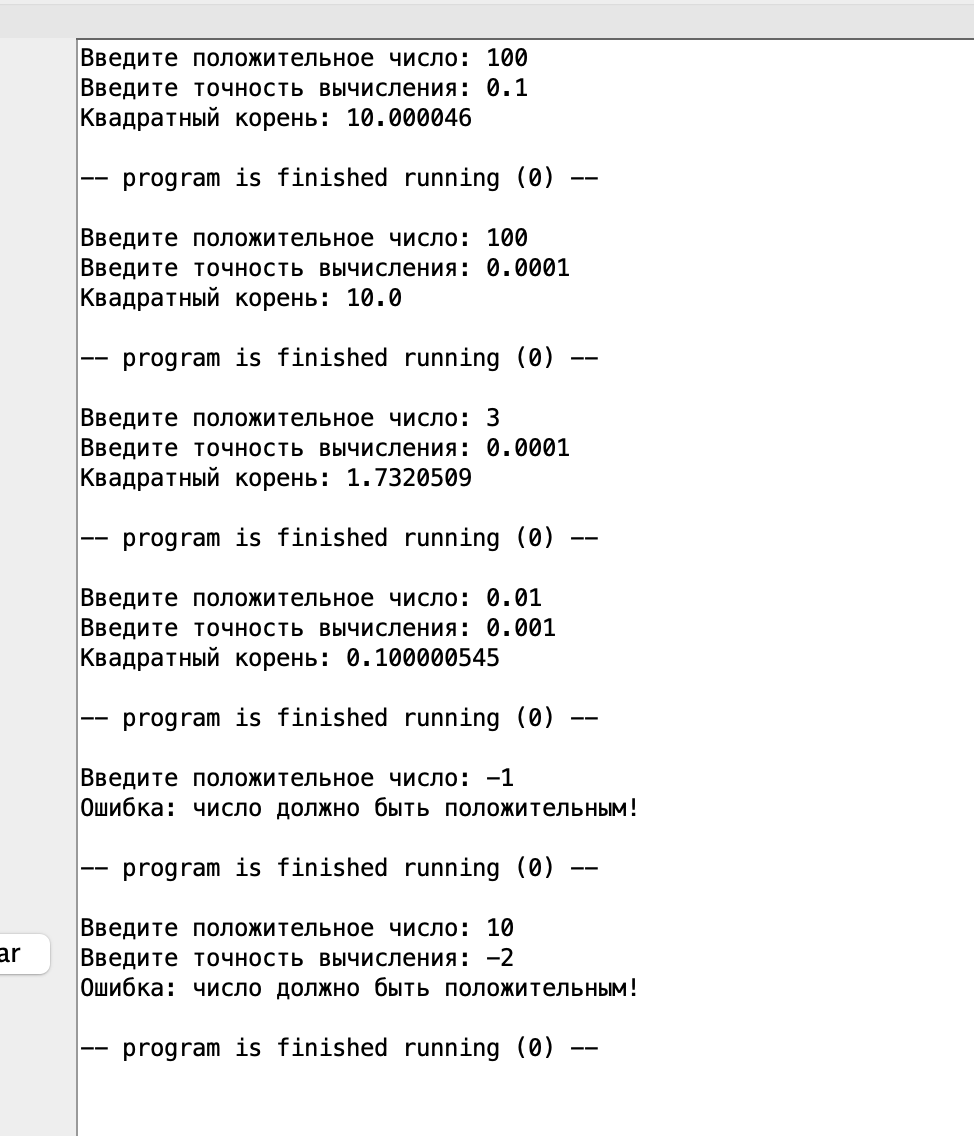 Введите положительное число: 100
Введите точность вычисления: 0.1
Квадратный корень: 10.000046
-- program is finished running (0) --
Введите положительное число: 100
Введите точность вычисления: 0.0001
Квадратный корень: 10.0
-- program is finished running (0) --
Введите положительное число: 3
Введите точность вычисления: 0.0001
Квадратный корень: 1.7320509
-- program is finished running (0) --
Введите положительное число: 0.01
Введите точность вычисления: 0.001
Квадратный корень: 0.100000545
-- program is finished running (0) --
Введите положительное число: -1
Ошибка: число должно быть положительным!
-- program is finished running (0) --
Введите положительное число: 10
ar
Введите точность вычисления: -2
Ошибка: число должно быть положительным!
-- program is finished running (0) --